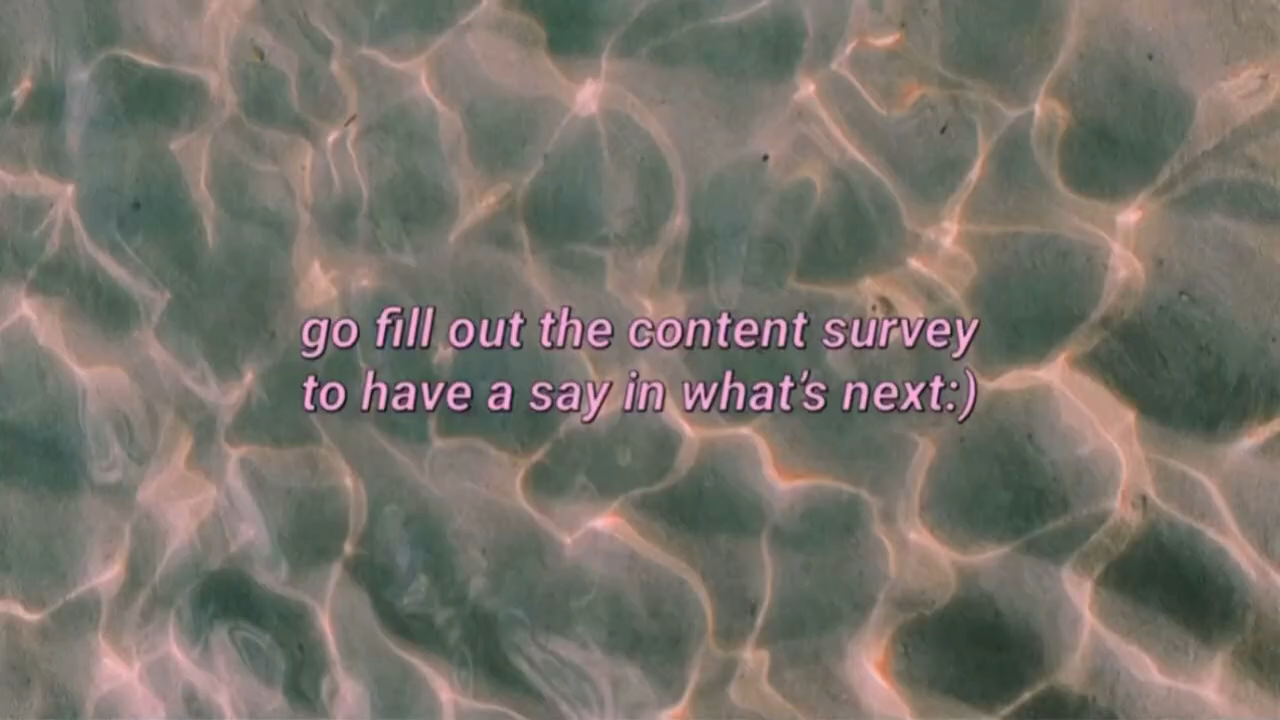 go fill out the content survey
to have a say in what's next:)